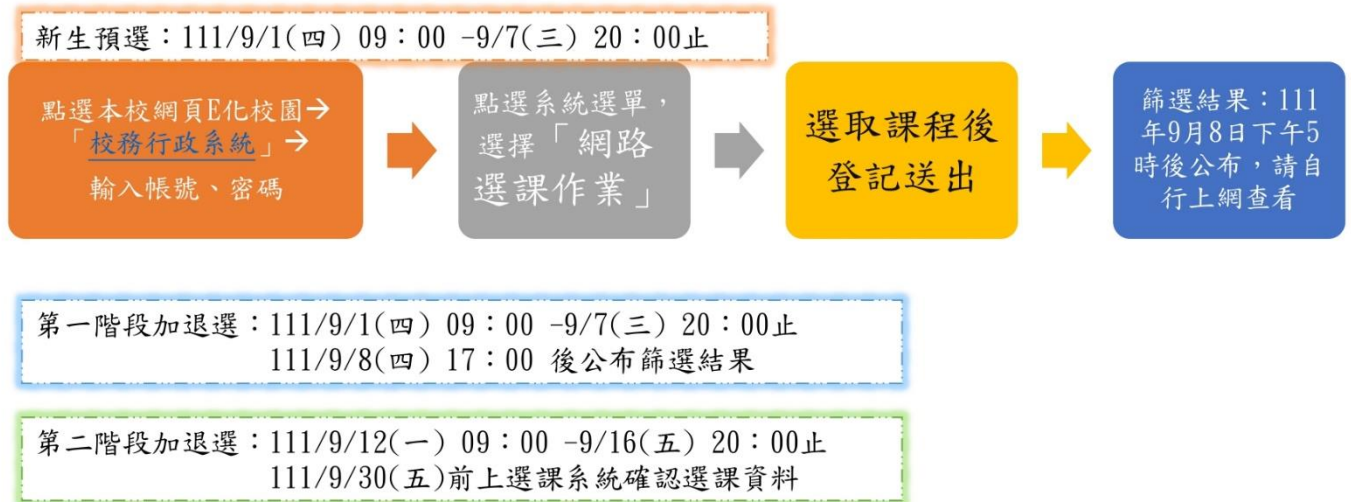 新生預選：111/9/1(四) 09：00 -9/7(三) 20：00止
點選本校網頁E化校園→
「校務行政系統」→
輸入帳號、密碼
點選系統選單，
選擇「網路
選課作業」
選取課程後
登記送出
篩選結果：111
年9月8日下午5
時後公布，請自
行上網查看
第一階段加退選：111/9/1(四) 09：00 -9/7(三) 20：00止
111/9/8(四) 17：00 後公布篩選結果
第二階段加退選：111/9/12(一) 09：00 -9/16(五) 20：00止
111/9/30(五)前上選課系統確認選課資料